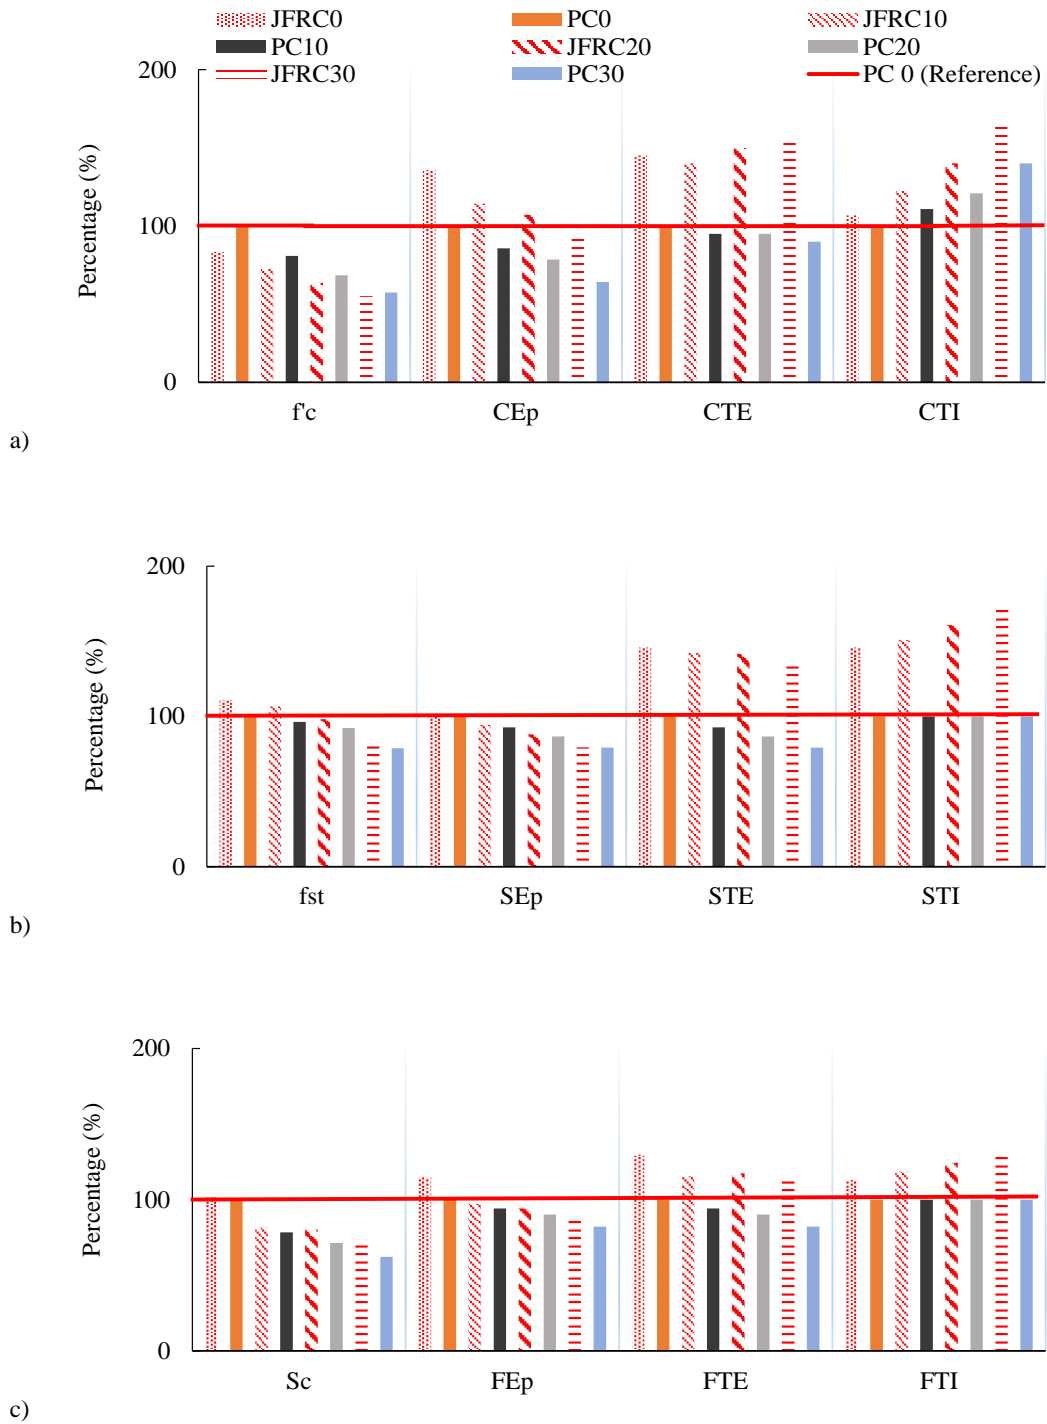 JFRC0 PC0 JFRC10
PC10 JFRC20 PC20
JFRC30 PC30 PC 0 (Reference)
200
100
0
Percentage (%)
f'c CEp CTE CTI
a)
200
100
0
Percentage (%)
fst SEp STE STI
b)
200
100
0
Percentage (%)
Sc FEp FTE FTI
c)